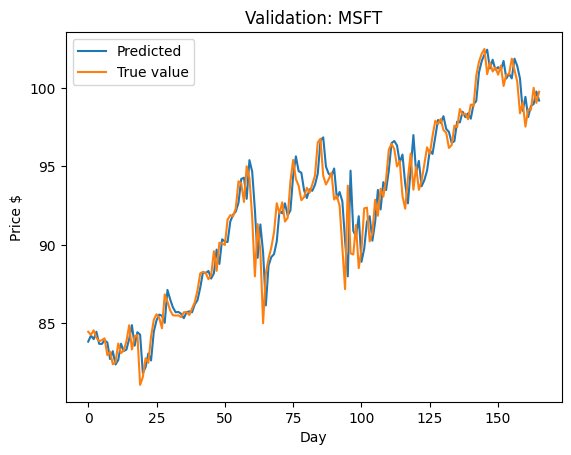 Validation: MSFT
Predicted
True value
100
95
90
85
Price $
0 25 50 75 100 125 150
Day